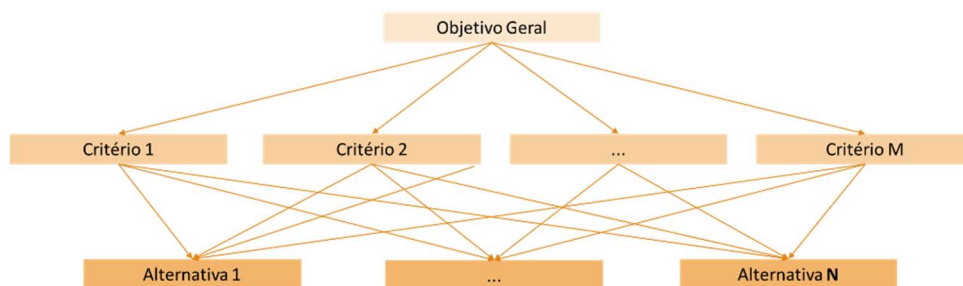 Objetivo Geral
Critério 1
Critério 2
...
Critério M
Alternativa 1
...
Alternativa N